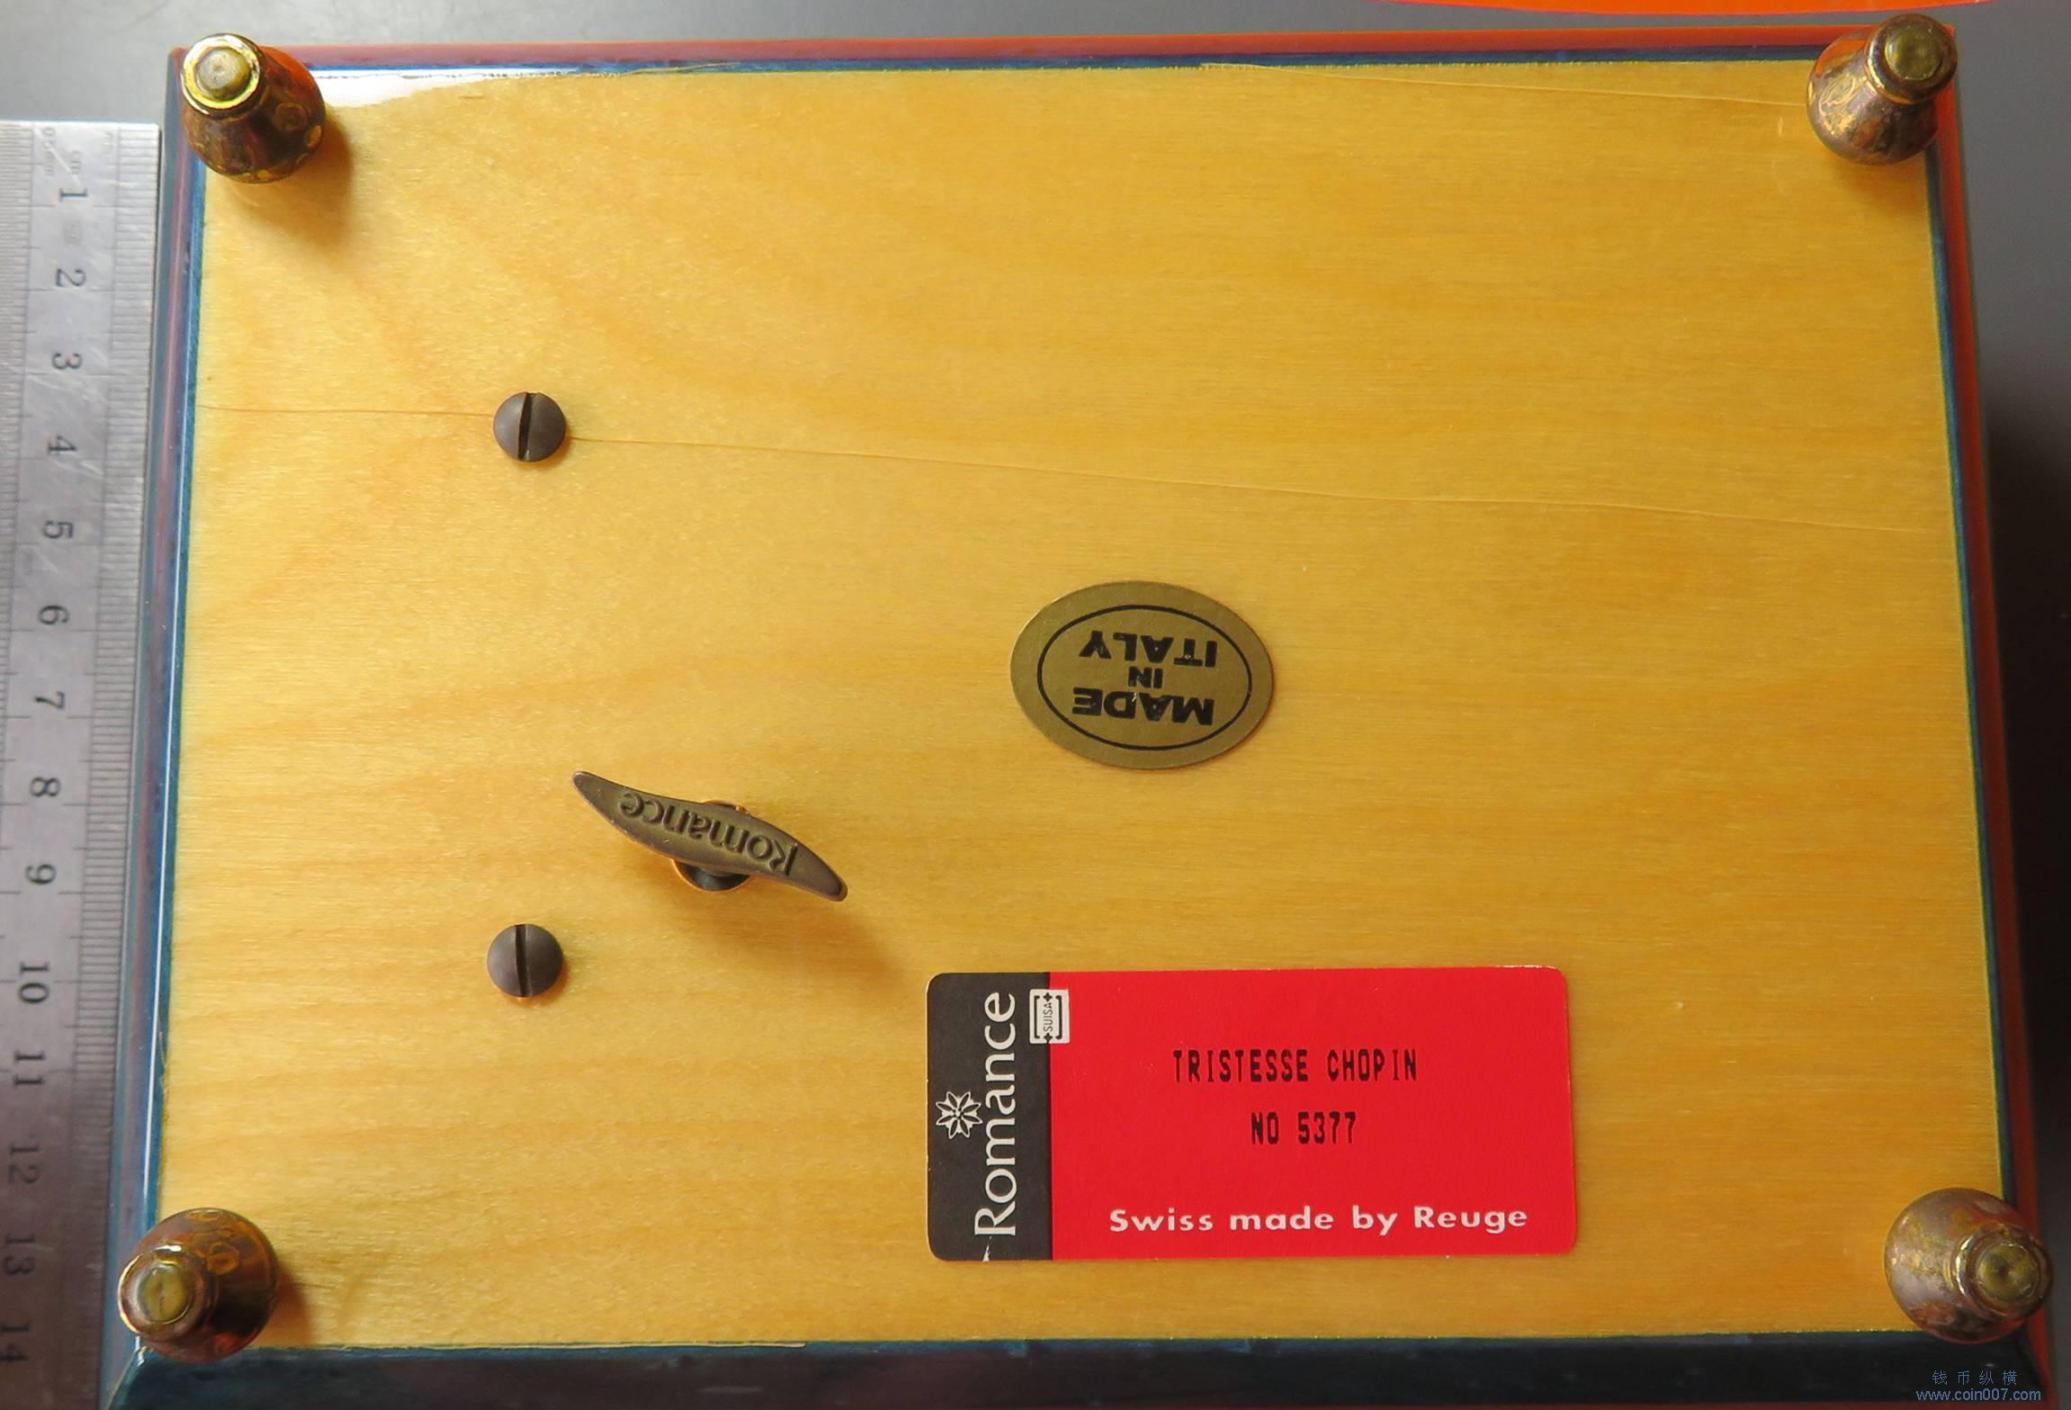 1
2
3
4
5
6
7
8
9
10
11
12
13
14
MADE
IN
ITALY
Romance
Romance
SUISA
TRISTESSE CHOPIN
NO 5377
Swiss made by Reuge
钱币纵横
www.coin007.com